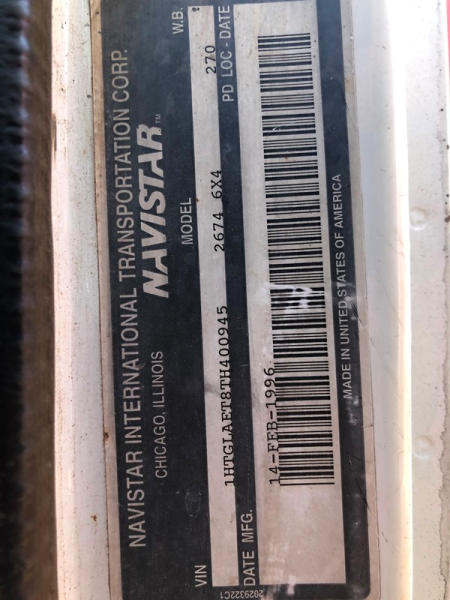 NAVISTAR INTERNATIONAL TRANSPORTATION CORP.
CHICAGO, ILLINOIS
NAVISTAR™
VIN MODEL W.B.
1HTGLAET8TH400945 2674 6X4 270
DATE MFG. PD LOC - DATE
14-FEB-1996
MADE IN UNITED STATES OF AMERICA
2029322C1